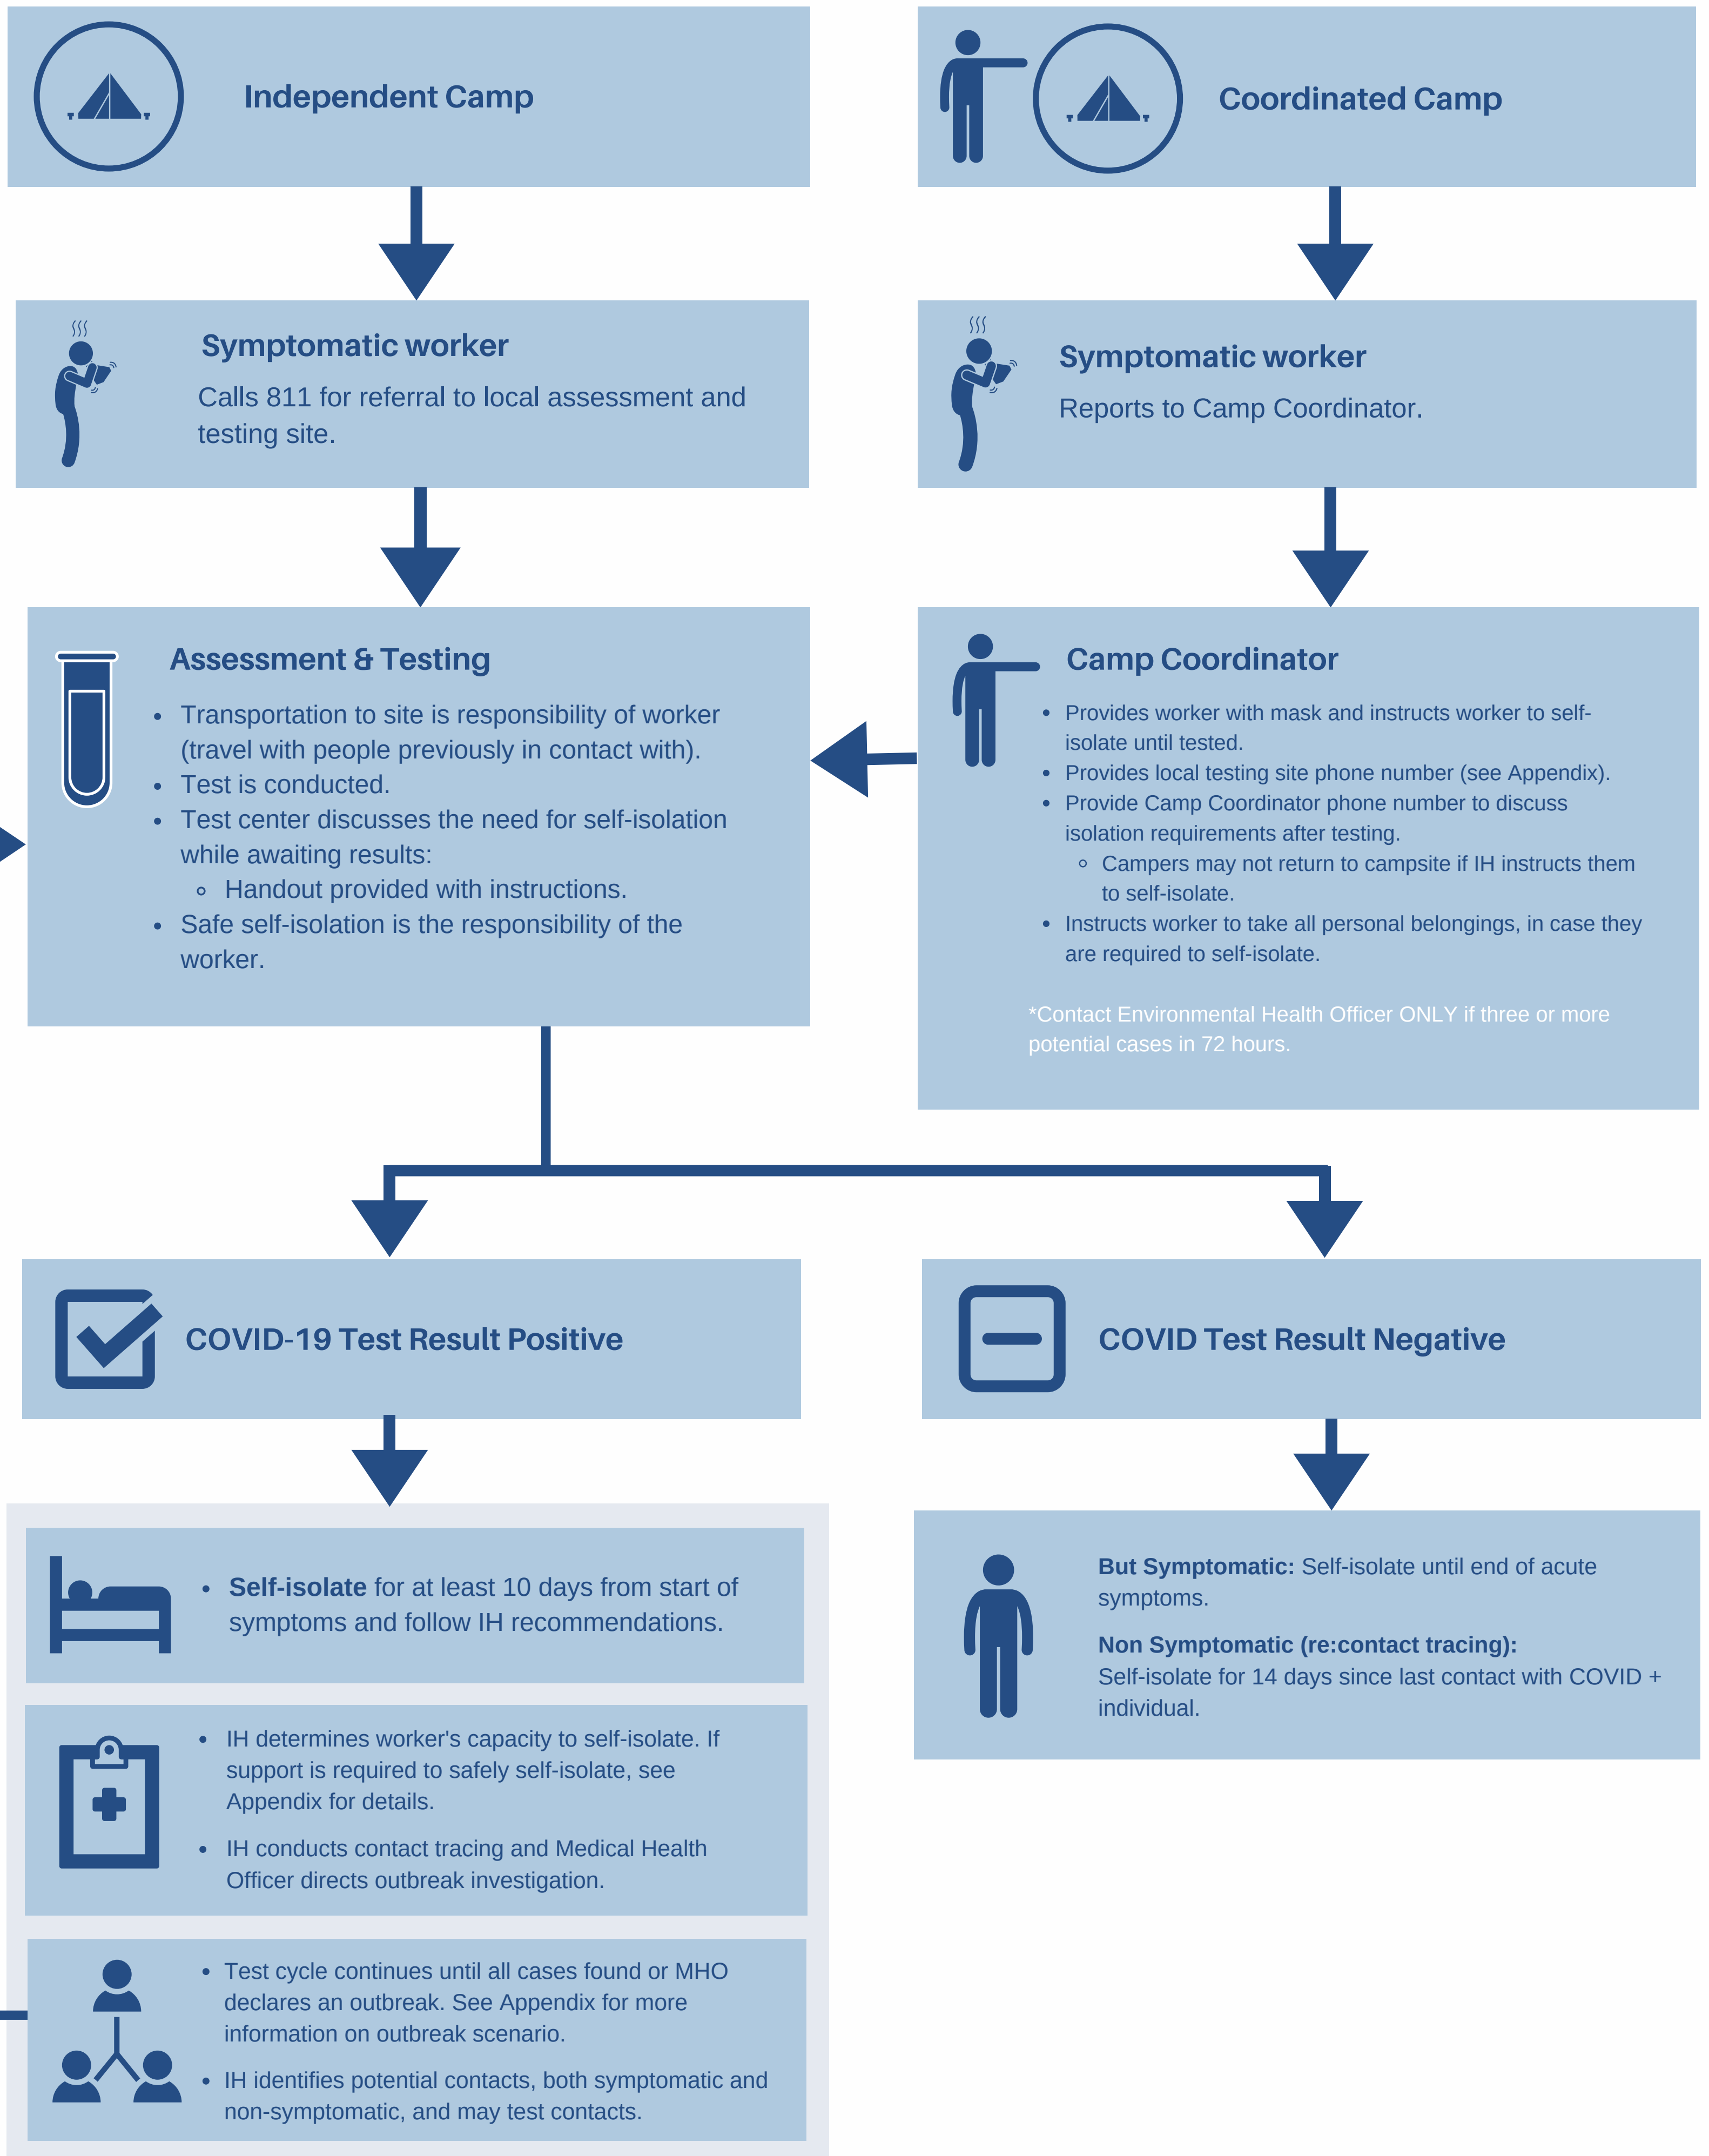 Independent Camp
Coordinated Camp
Symptomatic worker
Calls 811 for referral to local assessment and
testing site.
Symptomatic worker
Reports to Camp Coordinator.
Assessment & Testing
• Transportation to site is responsibility of worker
(travel with people previously in contact with).
• Test is conducted.
• Test center discusses the need for self-isolation
while awaiting results:
◦ Handout provided with instructions.
• Safe self-isolation is the responsibility of the
worker.
Camp Coordinator
• Provides worker with mask and instructs worker to self-
isolate until tested.
• Provides local testing site phone number (see Appendix).
• Provide Camp Coordinator phone number to discuss
isolation requirements after testing.
◦ Campers may not return to campsite if IH instructs them
to self-isolate.
• Instructs worker to take all personal belongings, in case they
are required to self-isolate.
*Contact Environmental Health Officer ONLY if three or more
potential cases in 72 hours.
COVID-19 Test Result Positive
COVID Test Result Negative
• Self-isolate for at least 10 days from start of
symptoms and follow IH recommendations.
But Symptomatic: Self-isolate until end of acute
symptoms.
Non Symptomatic (re:contact tracing):
Self-isolate for 14 days since last contact with COVID +
individual.
• IH determines worker's capacity to self-isolate. If
support is required to safely self-isolate, see
Appendix for details.
• IH conducts contact tracing and Medical Health
Officer directs outbreak investigation.
• Test cycle continues until all cases found or MHO
declares an outbreak. See Appendix for more
information on outbreak scenario.
• IH identifies potential contacts, both symptomatic and
non-symptomatic, and may test contacts.